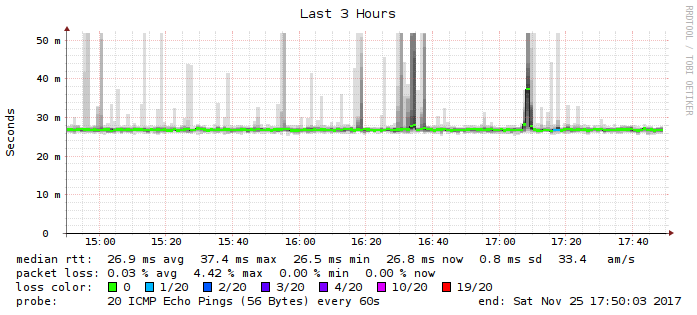 Last 3 Hours
RRDTOOL / TOBI OETIKER
Seconds
50 m
40 m
30 m
20 m
10 m
0
15:00 15:20 15:40 16:00 16:20 16:40 17:00 17:20 17:40
median rtt: 26.9 ms avg 37.4 ms max 26.5 ms min 26.8 ms now 0.8 ms sd 33.4 am/s
packet loss: 0.03 % avg 4.42 % max 0.00 % min 0.00 % now
loss color: 0 1/20 2/20 3/20 4/20 10/20 19/20
probe: 20 ICMP Echo Pings (56 Bytes) every 60s end: Sat Nov 25 17:50:03 2017